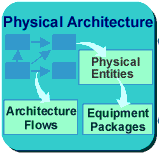 Physical Architecture
Physical
Entities
Architecture
Flows
Equipment
Packages